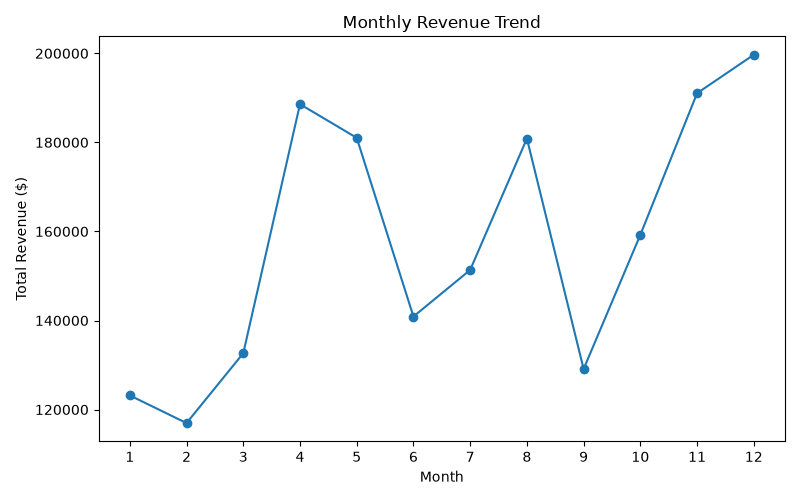 Monthly Revenue Trend
Total Revenue ($)
200000
180000
160000
140000
120000
1 2 3 4 5 6 7 8 9 10 11 12
Month